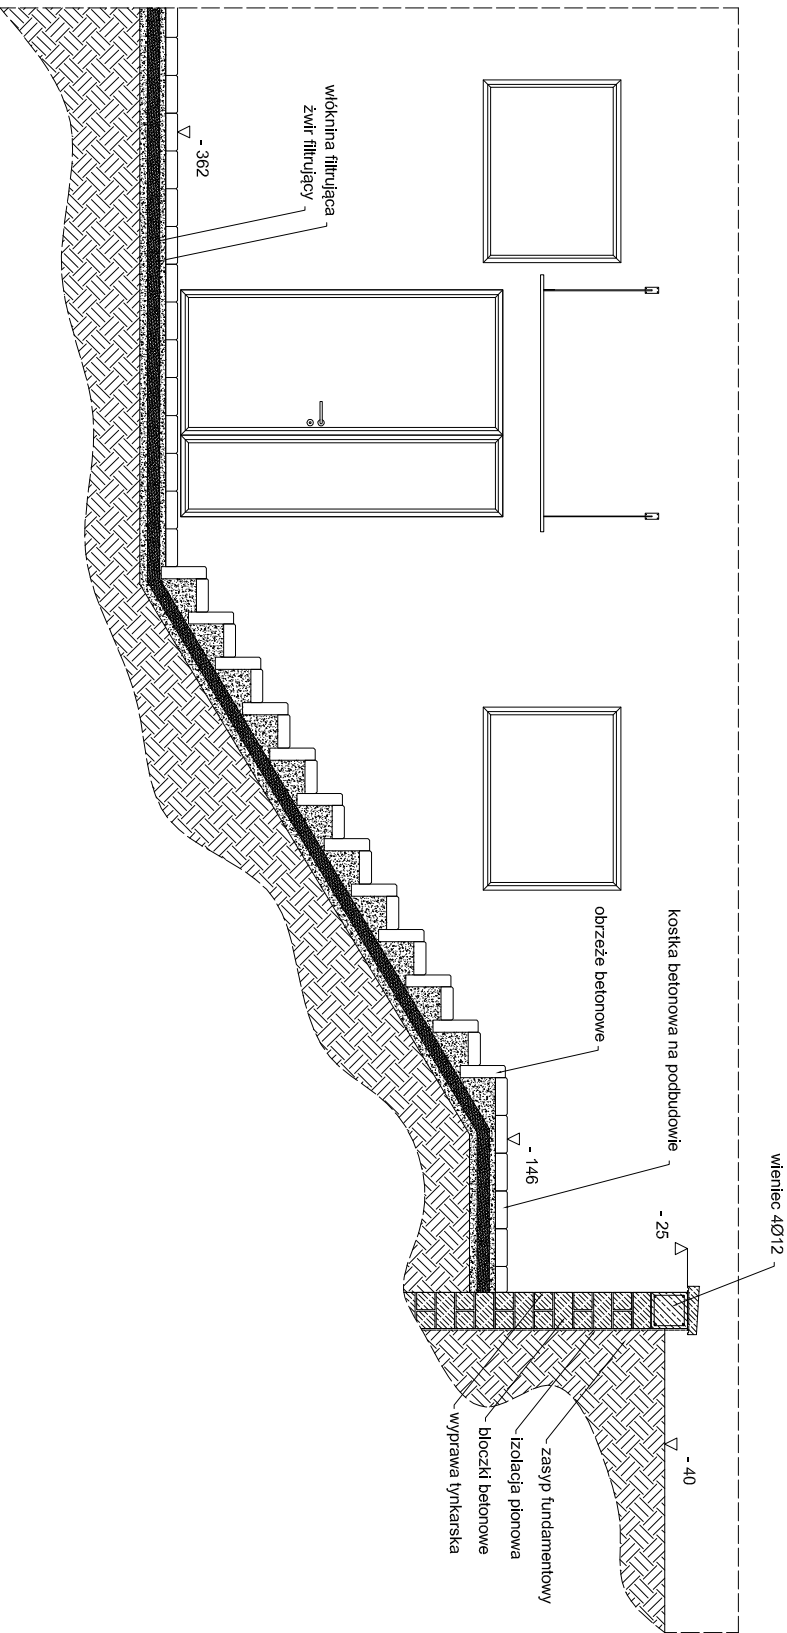 włóknina filtrująca
żwir filtrujący
- 362
obrzeże betonowe
kostka betonowa na podbudowie
- 146
wieniec 4Ø12
- 25
- 40
zasyp fundamentowy
izolacja pionowa
bloczki betonowe
wyprawa tynkarska